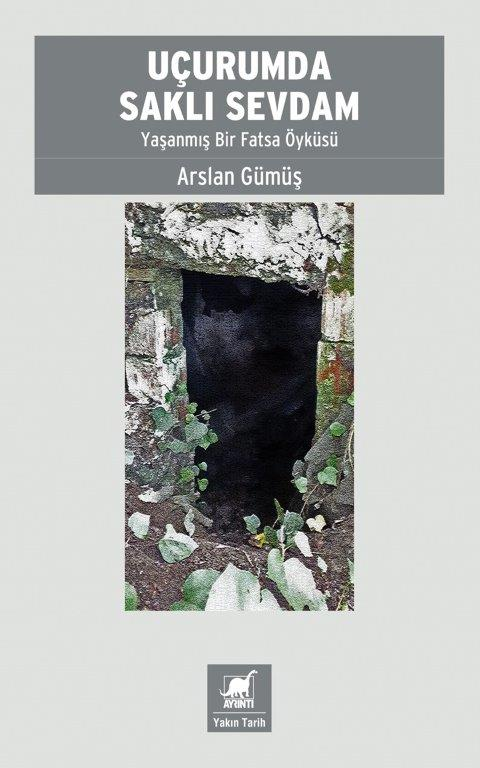 UÇURUMDA
SAKLI SEVDAM
Yaşanmış Bir Fatsa Öyküsü
Arslan Gümüş
AYRINTI
Yakın Tarih